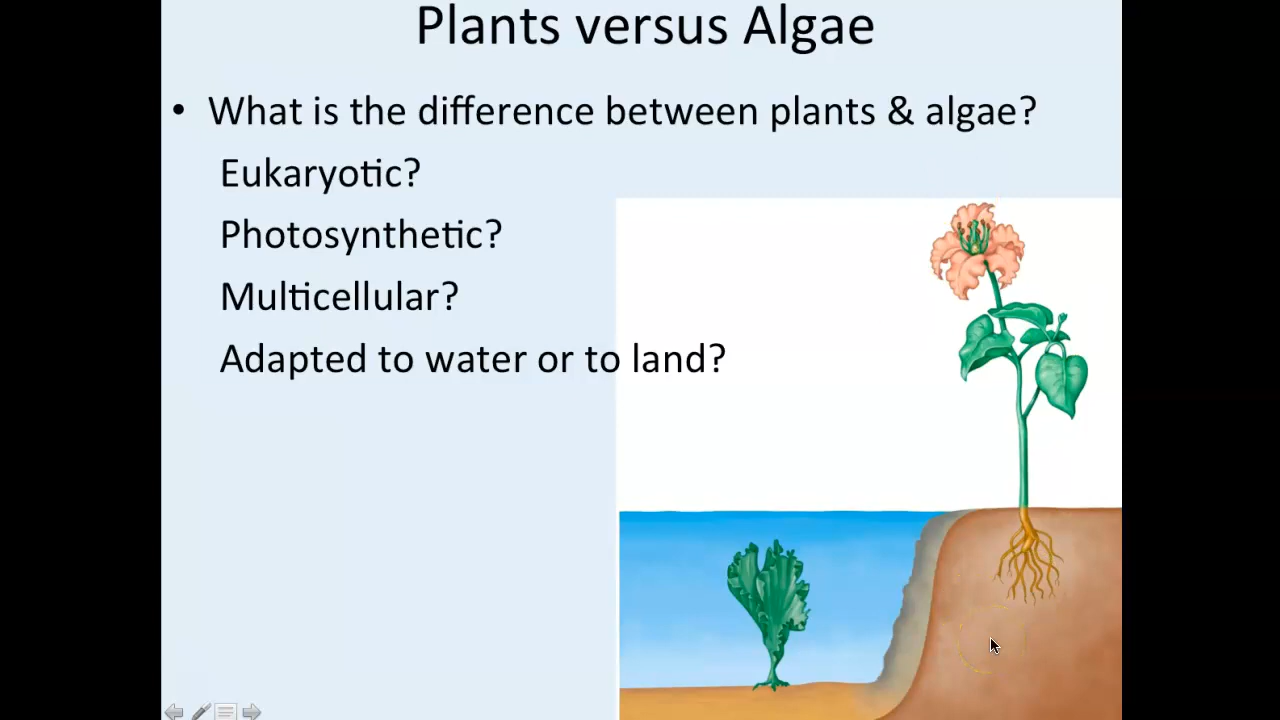 Plants versus Algae
• What is the difference between plants & algae?
Eukaryotic?
Photosynthetic?
Multicellular?
Adapted to water or to land?